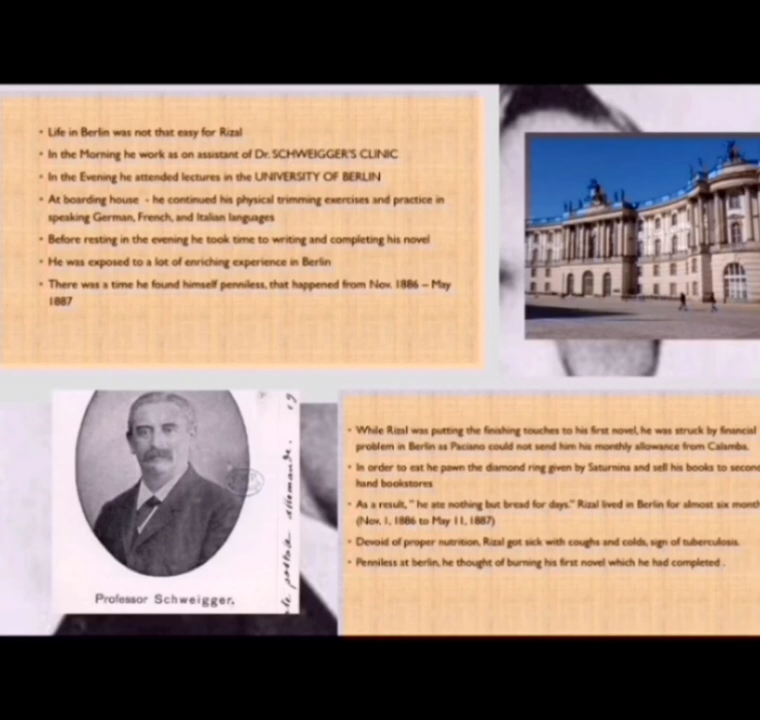 • Life in Berlin was not that easy for Rizal
• In the Morning he work as on assistant of Dr. SCHWEIGGER'S CLINIC
• In the Evening he attended lectures in the UNIVERSITY OF BERLIN
• At boarding house - he continued his physical trimming exercises and practice in
speaking German, French, and Italian languages
• Before resting in the evening he took time to writing and completing his novel
• He was exposed to a lot of enriching experience in Berlin
• There was a time he found himself penniless, that happened from Nov. 1886 – May
1887
Professor Schweigger.
• While Rizal was putting the finishing touches to his first novel, he was struck by financial
problem in Berlin as Paciano could not send him his monthly allowance from Calamba.
• In order to eat he pawn the diamond ring given by Saturnina and sell his books to second
hand bookstores
• As a result, " he ate nothing but bread for days." Rizal lived in Berlin for almost six month
(Nov. 1, 1886 to May 11, 1887)
• Devoid of proper nutrition, Rizal got sick with coughs and colds, sign of tuberculosis.
• Penniless at berlin, he thought of burning his first novel which he had completed .